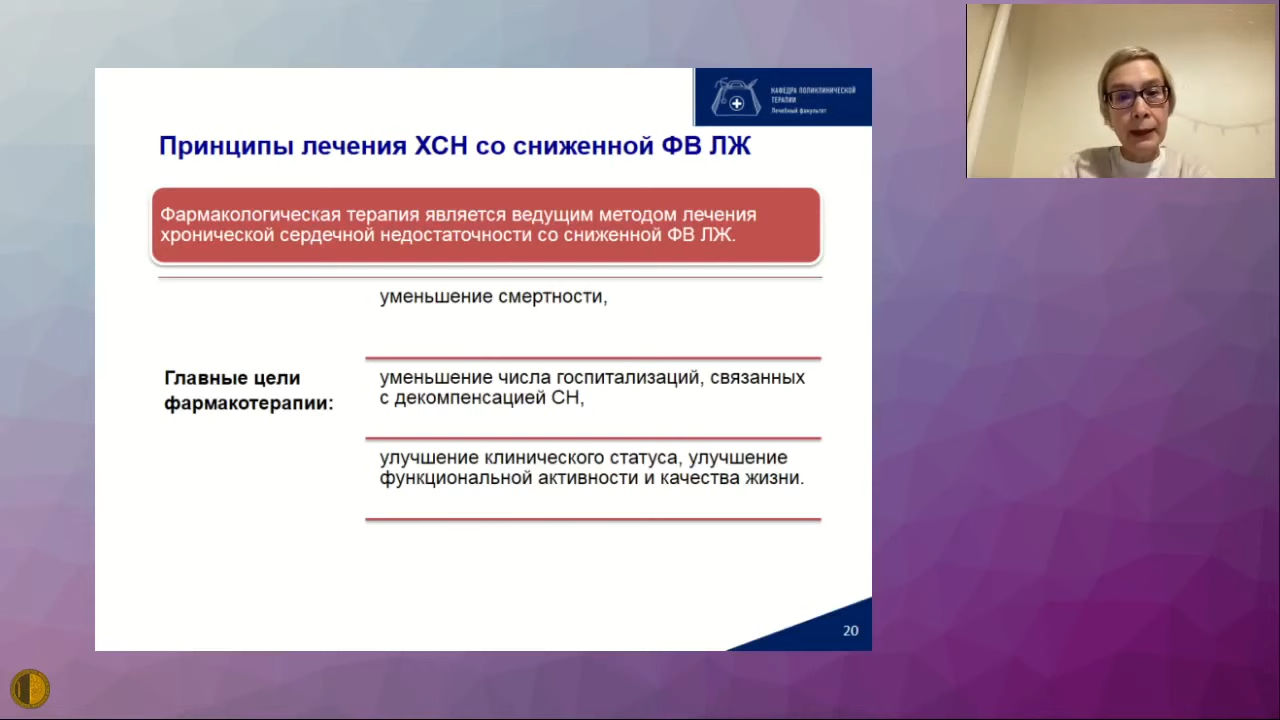 КАФЕДРА ПОЛИКЛИНИЧЕСКОЙ
ТЕРАПИИ
Лечебный факультет
Принципы лечения ХСН со сниженной ФВ ЛЖ
Фармакологическая терапия является ведущим методом лечения
хронической сердечной недостаточности со сниженной ФВ ЛЖ.
уменьшение смертности,
Главные цели
фармакотерапии:
уменьшение числа госпитализаций, связанных
с декомпенсацией СН,
улучшение клинического статуса, улучшение
функциональной активности и качества жизни.
20